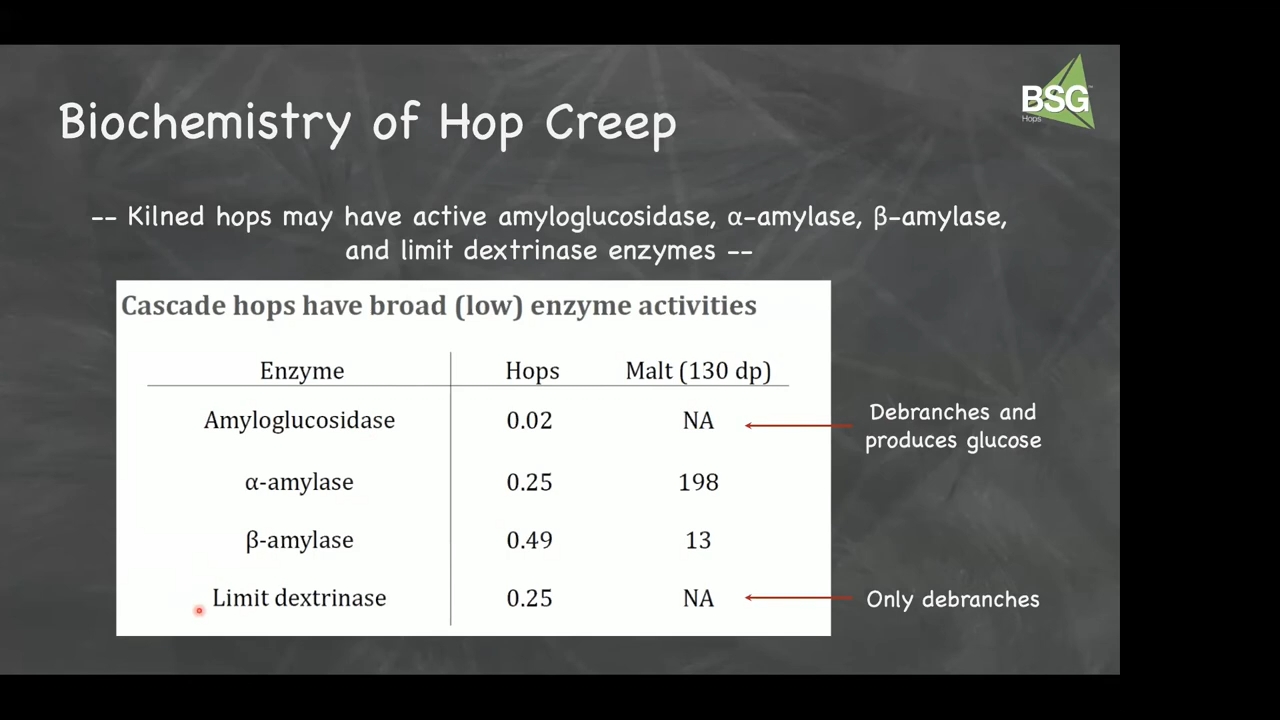 BSG
Hops
Biochemistry of Hop Creep
-- Kilned hops may have active amyloglucosidase, α-amylase, β-amylase,
and limit dextrinase enzymes --
Cascade hops have broad (low) enzyme activities
Enzyme Hops Malt (130 dp)
Amyloglucosidase 0.02 NA
Debranches and
produces glucose
α-amylase 0.25 198
β-amylase 0.49 13
Limit dextrinase 0.25 NA
Only debranches